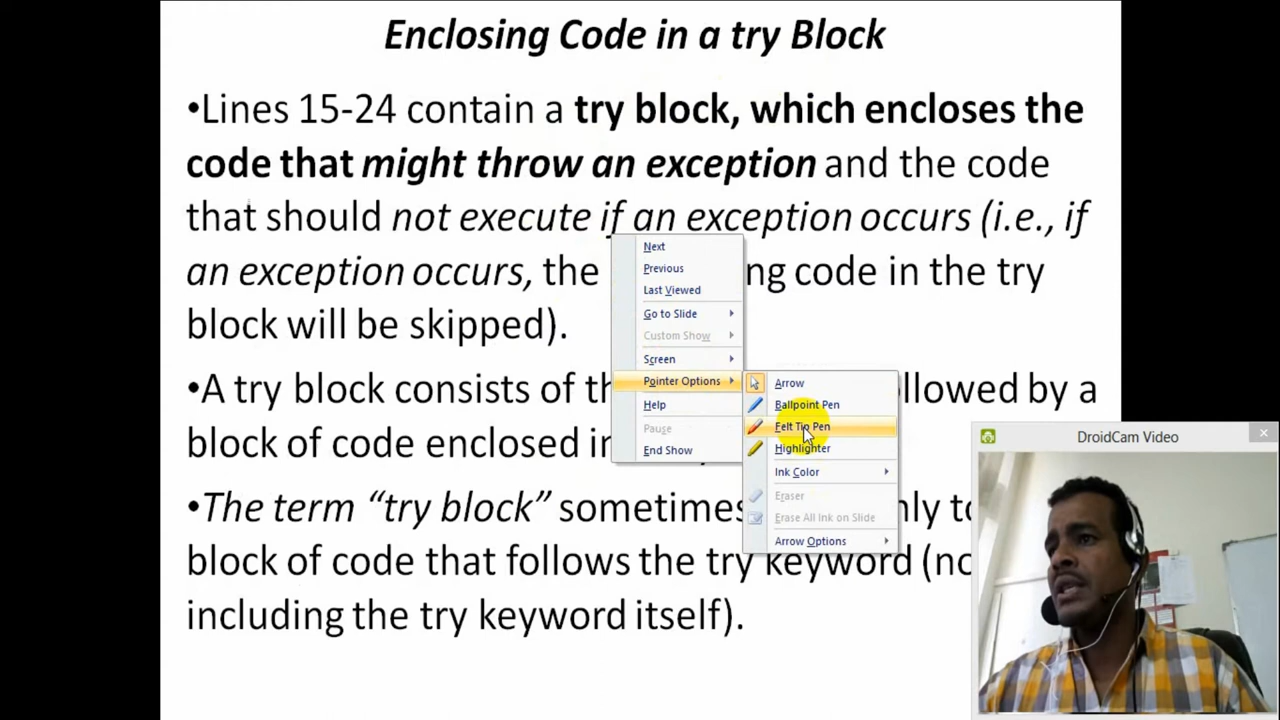 Enclosing Code in a try Block
•Lines 15-24 contain a try block, which encloses the
code that might throw an exception and the code
that should not execute if an exception occurs (i.e., if
an exception occurs, the ng code in the try
block will be skipped).
•A try block consists of th ollowed by a
block of code enclosed in
•The term “try block” sometimes nly to
block of code that follows the try keyword (no
including the try keyword itself).
Next
Previous
Last Viewed
Go to Slide
Custom Show
Screen
Pointer Options
Help
Pause
End Show
Arrow
Ballpoint Pen
Felt Tip Pen
Highlighter
Ink Color
Eraser
Erase All Ink on Slide
Arrow Options
DroidCam Video